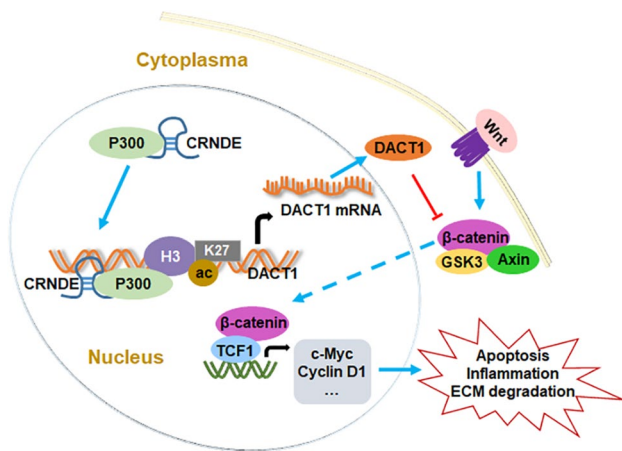 Cytoplasm
P300
CRNDE
Wnt
DACT1
DACT1 mRNA
β-catenin
GSK3
Axin
H3
K27
ac
DACT1
CRNDE
P300
β-catenin
TCF1
Nucleus
c-Myc
Cyclin D1
...
Apoptosis
Inflammation
ECM degradation